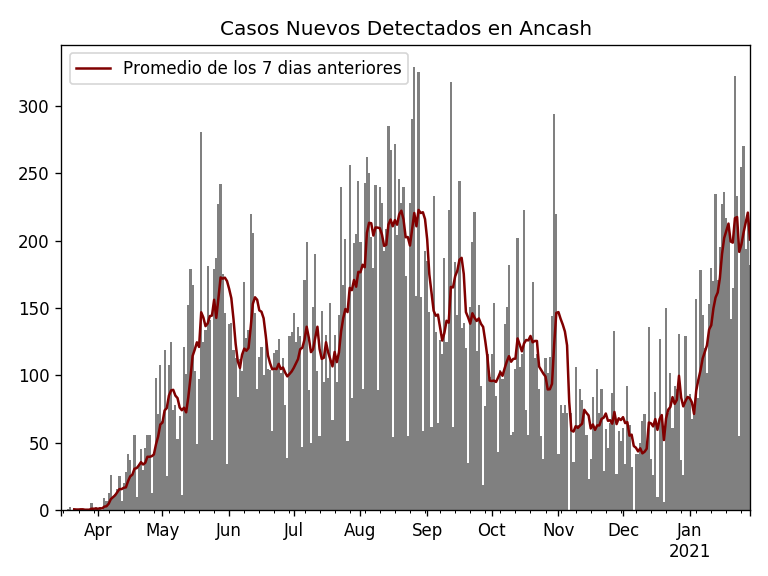 Casos Nuevos Detectados en Ancash
Promedio de los 7 dias anteriores
300
250
200
150
100
50
0
Apr May Jun Jul Aug Sep Oct Nov Dec Jan
2021